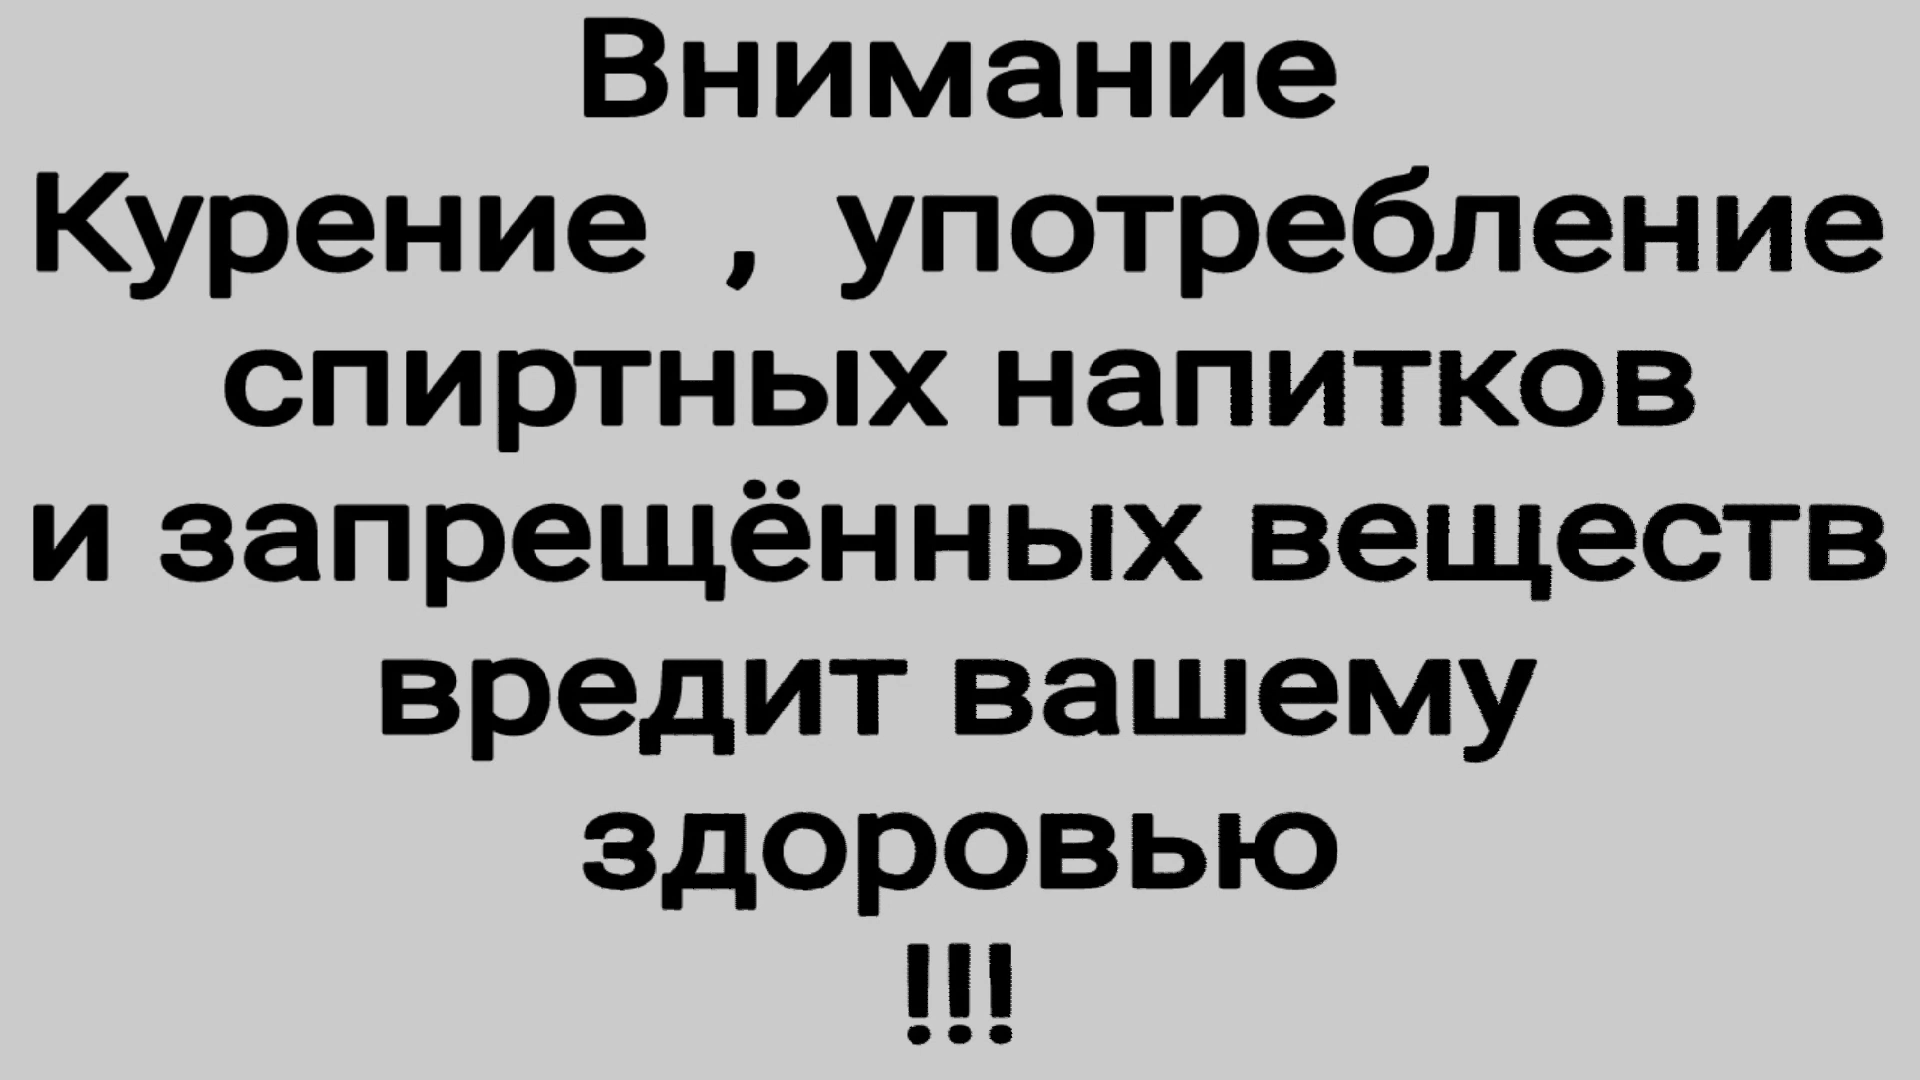 Внимание
Курение , употребление
спиртных напитков
и запрещённых веществ
вредит вашему
здоровью
!!!